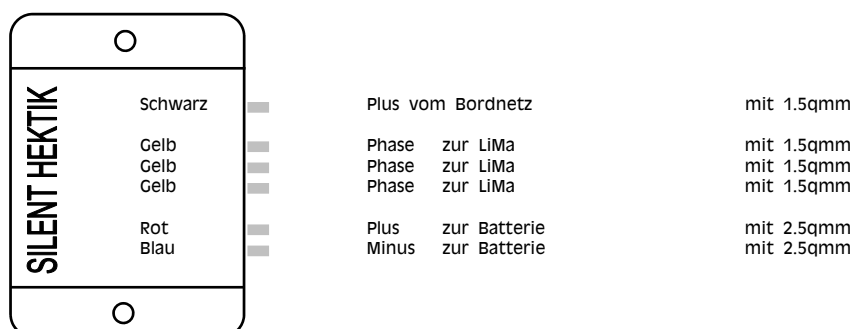 SILENT HEKTIK
Schwarz Plus vom Bordnetz mit 1.5qmm
Gelb Phase zur LiMa mit 1.5qmm
Gelb Phase zur LiMa mit 1.5qmm
Gelb Phase zur LiMa mit 1.5qmm
Rot Plus zur Batterie mit 2.5qmm
Blau Minus zur Batterie mit 2.5qmm